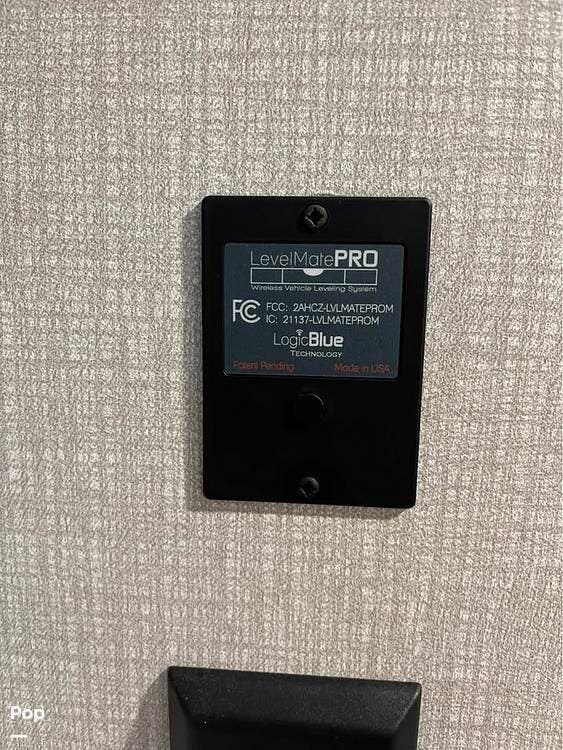 LevelMatePRO
Wireless Vehicle Leveling System
FC FCC: 2AHCZ-LVLMATEPROM
IC: 21137-LVLMATEPROM
LogicBlue
TECHNOLOGY
Patent Pending Made in USA
Pop